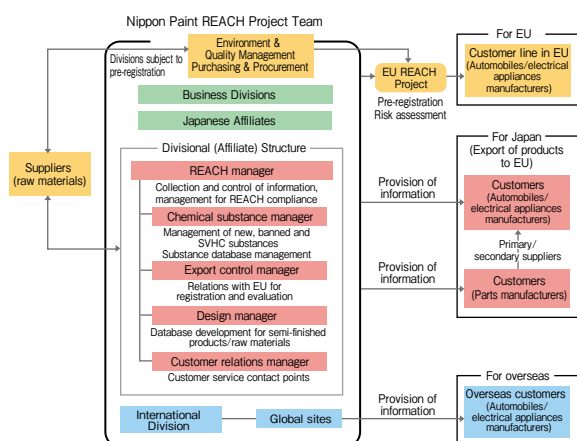 Nippon Paint REACH Project Team
Divisions subject to
pre-registration
Environment &
Quality Management
Purchasing & Procurement
Business Divisions
Japanese Affiliates
Suppliers
(raw materials)
Divisional (Affiliate) Structure
REACH manager
Collection and control of information,
management for REACH compliance
Chemical substance manager
Management of new, banned and
SVHC substances
Substance database management
Export control manager
Relations with EU for
registration and evaluation
Design manager
Database development for semi-finished
products/raw materials
Customer relations manager
Customer service contact points
International
Division
Global sites
EU REACH
Project
Pre-registration
Risk assessment
For EU
Customer line in EU
(Automobiles/electrical
appliances
manufacturers)
For Japan
(Export of products
to EU)
Provision of
information
Customers
(Automobiles/
electrical appliances
manufacturers)
Primary/
secondary suppliers
Provision of
information
Customers
(Parts manufacturers)
For overseas
Provision of
information
Overseas customers
(Automobiles/
electrical appliances
manufacturers)